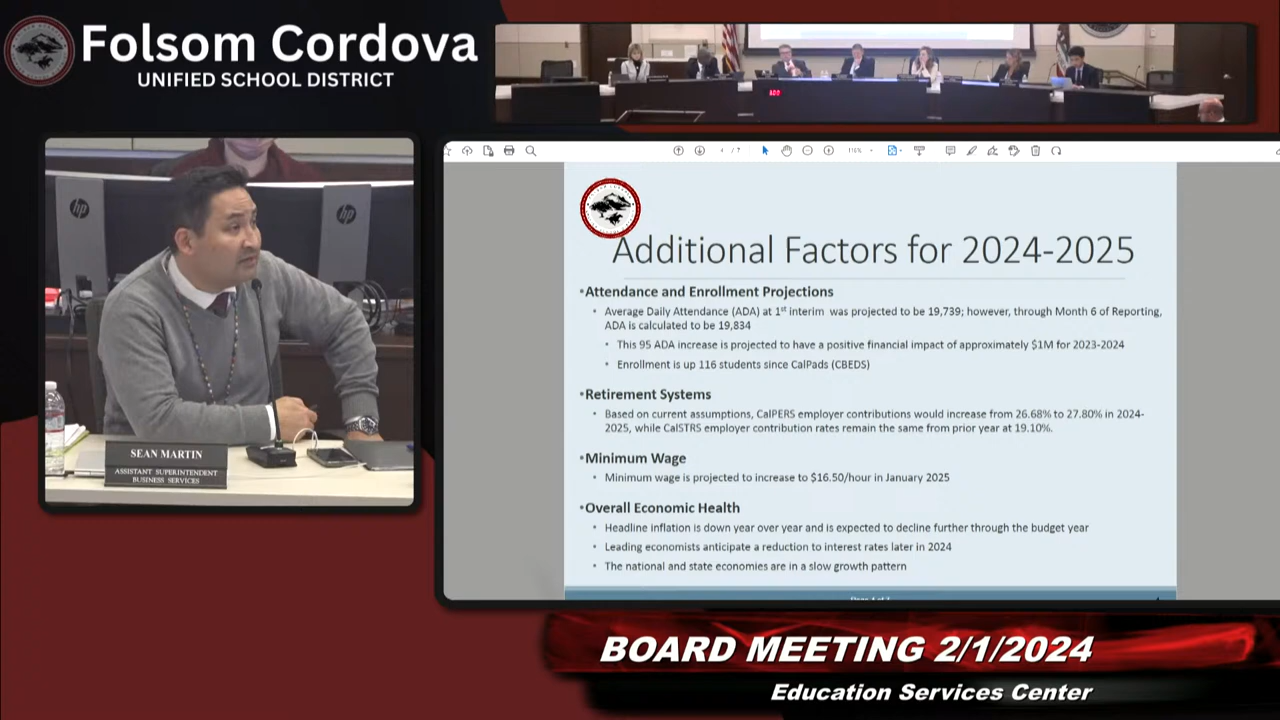 Folsom Cordova
UNIFIED SCHOOL DISTRICT
hp
hp
SEAN MARTIN
ASSISTANT SUPERINTENDENT
BUSINESS SERVICES
4 / 7
116%
Additional Factors for 2024-2025
•Attendance and Enrollment Projections
• Average Daily Attendance (ADA) at 1st interim was projected to be 19,739; however, through Month 6 of Reporting,
ADA is calculated to be 19,834
• This 95 ADA increase is projected to have a positive financial impact of approximately $1M for 2023-2024
• Enrollment is up 116 students since CalPads (CBEDS)
•Retirement Systems
• Based on current assumptions, CalPERS employer contributions would increase from 26.68% to 27.80% in 2024-
2025, while CalSTRS employer contribution rates remain the same from prior year at 19.10%.
•Minimum Wage
• Minimum wage is projected to increase to $16.50/hour in January 2025
•Overall Economic Health
• Headline inflation is down year over year and is expected to decline further through the budget year
• Leading economists anticipate a reduction to interest rates later in 2024
• The national and state economies are in a slow growth pattern
BOARD MEETING 2/1/2024
Education Services Center